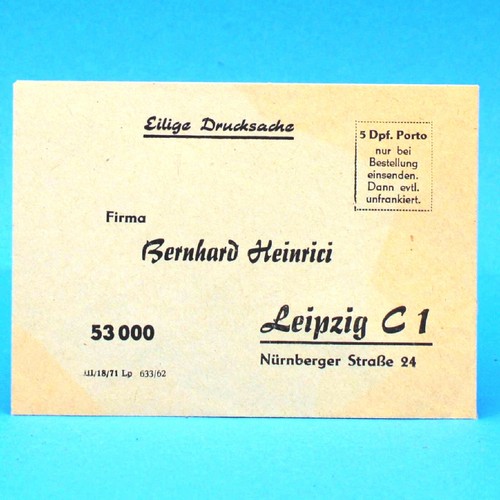 Eilige Drucksache
5 Dpf. Porto
nur bei
Bestellung
einsenden.
Dann evtl.
unfrankiert.
Firma
Bernhard Heinrici
Leipzig C 1
Nürnberger Straße 24
53 000
III/18/71 Lp 633/62